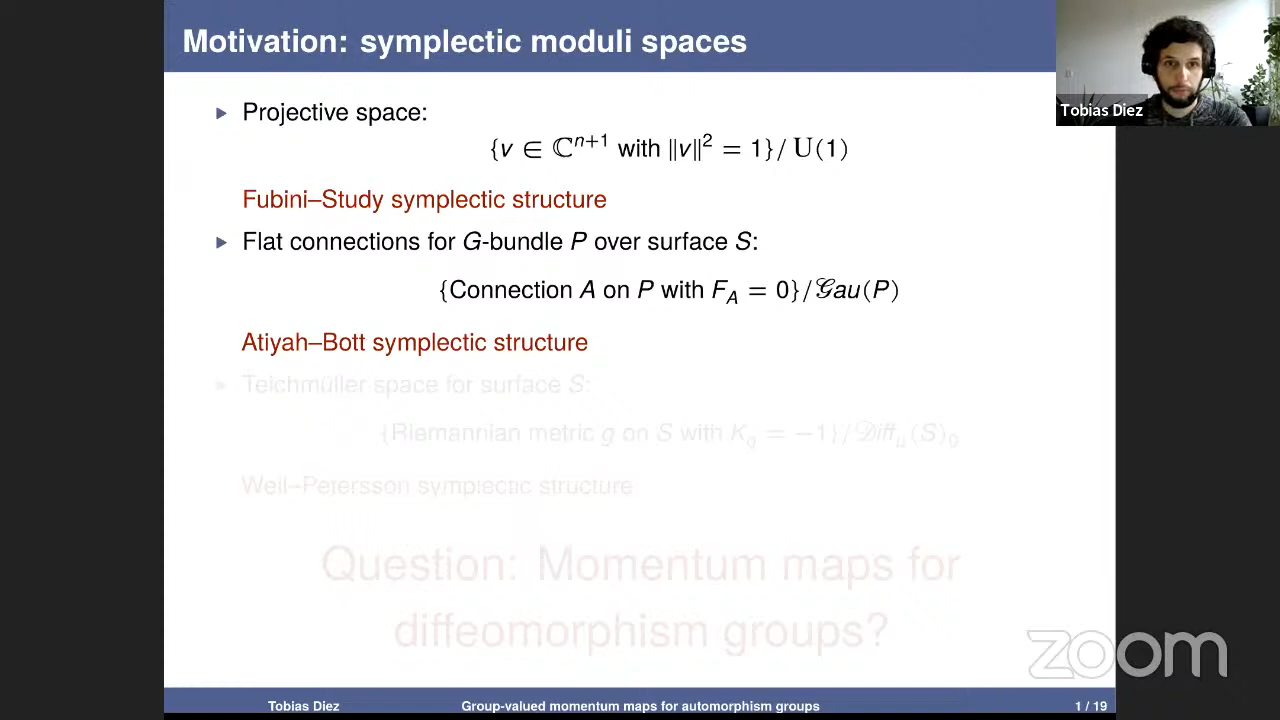 Motivation: symplectic moduli spaces
Tobias Diez
Projective space:
{v ∈ ℂⁿ⁺¹ with ‖v‖² = 1}/ U(1)
Fubini–Study symplectic structure
Flat connections for G-bundle P over surface S:
{Connection A on P with F_A = 0}/𝒢au(P)
Atiyah–Bott symplectic structure
Teichmüller space for surface S:
{Riemannian metric g on S with K_g = −1}/𝒟iff_μ(S)₀
Weil–Petersson symplectic structure
Question: Momentum maps for
diffeomorphism groups?
zoom
Tobias Diez Group-valued momentum maps for automorphism groups 1 / 19